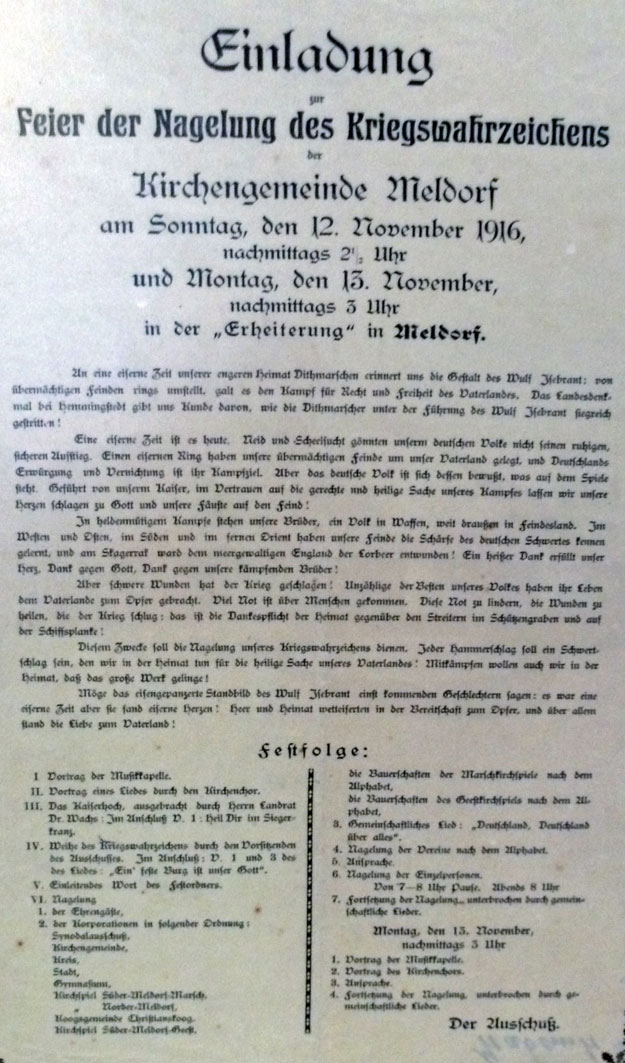 Einladung
zur
Feier der Nagelung des Kriegswahrzeichens
der
Kirchengemeinde Meldorf
am Sonntag, den 12. November 1916,
nachmittags 2½ Uhr
und Montag, den 13. November,
nachmittags 3 Uhr
in der „Erheiterung" in Meldorf.
An eine eiserne Zeit unserer engeren Heimat Dithmarschen erinnert uns die Gestalt des Wulf Isebrant: von
übermächtigen Feinden rings umstellt, galt es den Kampf für Recht und Freiheit des Vaterlandes. Das Landesdenk-
mal bei Hemmingstedt gibt uns Kunde davon, wie die Dithmarscher unter der Führung des Wulf Isebrant siegreich
gestritten!
Eine eiserne Zeit ist es heute. Neid und Scheelsucht gönnten unserm deutschen Volke nicht seinen ruhigen,
sicheren Aufstieg. Einen eisernen Ring haben unsere übermächtigen Feinde um unser Vaterland gelegt, und Deutschlands
Erwürgung und Vernichtung ist ihr Kampfziel. Aber das deutsche Volk ist sich dessen bewußt, was auf dem Spiele
steht. Geführt von unserm Kaiser, im Vertrauen auf die gerechte und heilige Sache unseres Kampfes lassen wir unsere
Herzen schlagen zu Gott und unsere Fäuste auf den Feind!
In heldenmütigem Kampfe stehen unsere Brüder, ein Volk in Waffen, weit draußen in Feindesland. Im
Westen und Osten, im Süden und im fernen Orient haben unsere Feinde die Schärfe des deutschen Schwertes kennen
gelernt, und am Skagerrak ward dem meergewaltigen England der Lorbeer entwunden! Ein heißer Dank erfüllt unser
Herz, Dank gegen Gott, Dank gegen unsere kämpfenden Brüder!
Aber schwere Wunden hat der Krieg geschlagen! Unzählige der Besten unseres Volkes haben ihr Leben
dem Vaterlande zum Opfer gebracht. Viel Not ist über Menschen gekommen. Diese Not zu lindern, die Wunden zu
heilen, die der Krieg schlug: das ist die Dankespflicht der Heimat gegenüber den Streitern im Schützengraben und auf
der Schiffsplanke!
Diesem Zwecke soll die Nagelung unseres Kriegswahrzeichens dienen. Jeder Hammerschlag soll ein Schwert-
schlag sein, den wir in der Heimat tun für die heilige Sache unseres Vaterlandes! Mitkämpfen wollen auch wir in der
Heimat, daß das große Werk gelinge!
Möge das eisengepanzerte Standbild des Wulf Isebrant einst kommenden Geschlechtern sagen: es war eine
eiserne Zeit aber sie fand eiserne Herzen! Heer und Heimat wetteiferten in der Bereitschaft zum Opfer, und über allem
stand die Liebe zum Vaterland!
Festfolge:
I Vortrag der Musikkapelle.
II. Vortrag eines Liedes durch den Kirchenchor.
III. Das Kaiserhoch, ausgebracht durch Herrn Landrat
Dr. Wachs: Im Anschluß V. 1: Heil Dir im Sieger-
kranz.
IV. Weihe des Kriegswahrzeichens durch den Vorsitzenden
des Ausschusses. Im Anschluß: V. 1 und 3 des
des Liedes: „Ein' feste Burg ist unser Gott".
V. Einleitendes Wort des Festordners.
VI. Nagelung
1. der Ehrengäste,
2. der Korporationen in folgender Ordnung:
Synodalausschuß,
Kirchengemeinde,
Kreis,
Stadt,
Gymnasium,
Kirchspiel Süder-Meldorf-Marsch,
„ Norder-Meldorf,
Koogsgemeinde Christianskoog,
Kirchspiel Süder-Meldorf-Geest.
die Bauerschaften der Marschkirchspiele nach dem
Alphabet,
die Bauerschaften des Geestkirchspiels nach dem Al-
phabet,
3. Gemeinschaftliches Lied: „Deutschland, Deutschland
über alles".
4. Nagelung der Vereine nach dem Alphabet.
5. Ansprache.
6. Nagelung der Einzelpersonen.
Von 7—8 Uhr Pause. Abends 8 Uhr
7. Fortsetzung der Nagelung, unterbrochen durch gemein-
schaftliche Lieder.
Montag, den 13. November,
nachmittags 3 Uhr
1. Vortrag der Musikkapelle.
2. Vortrag des Kirchenchors.
3. Ansprache.
4. Fortsetzung der Nagelung, unterbrochen durch ge-
meinschaftliche Lieder.
Der Ausschuß.